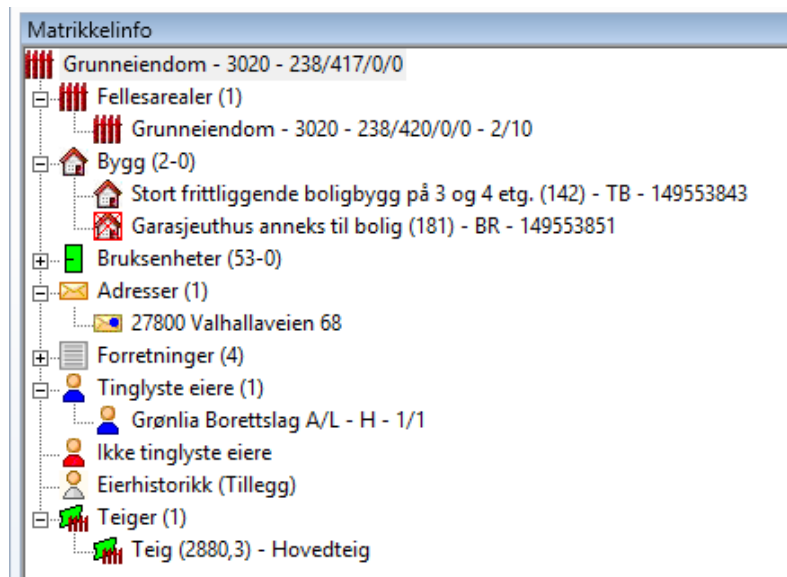 Matrikkelinfo
Grunneiendom - 3020 - 238/417/0/0
Fellesarealer (1)
Grunneiendom - 3020 - 238/420/0/0 - 2/10
Bygg (2-0)
Stort frittliggende boligbygg på 3 og 4 etg. (142) - TB - 149553843
Garasjeuthus anneks til bolig (181) - BR - 149553851
Bruksenheter (53-0)
Adresser (1)
27800 Valhallaveien 68
Forretninger (4)
Tinglyste eiere (1)
Grønlia Borettslag A/L - H - 1/1
Ikke tinglyste eiere
Eierhistorikk (Tillegg)
Teiger (1)
Teig (2880,3) - Hovedteig